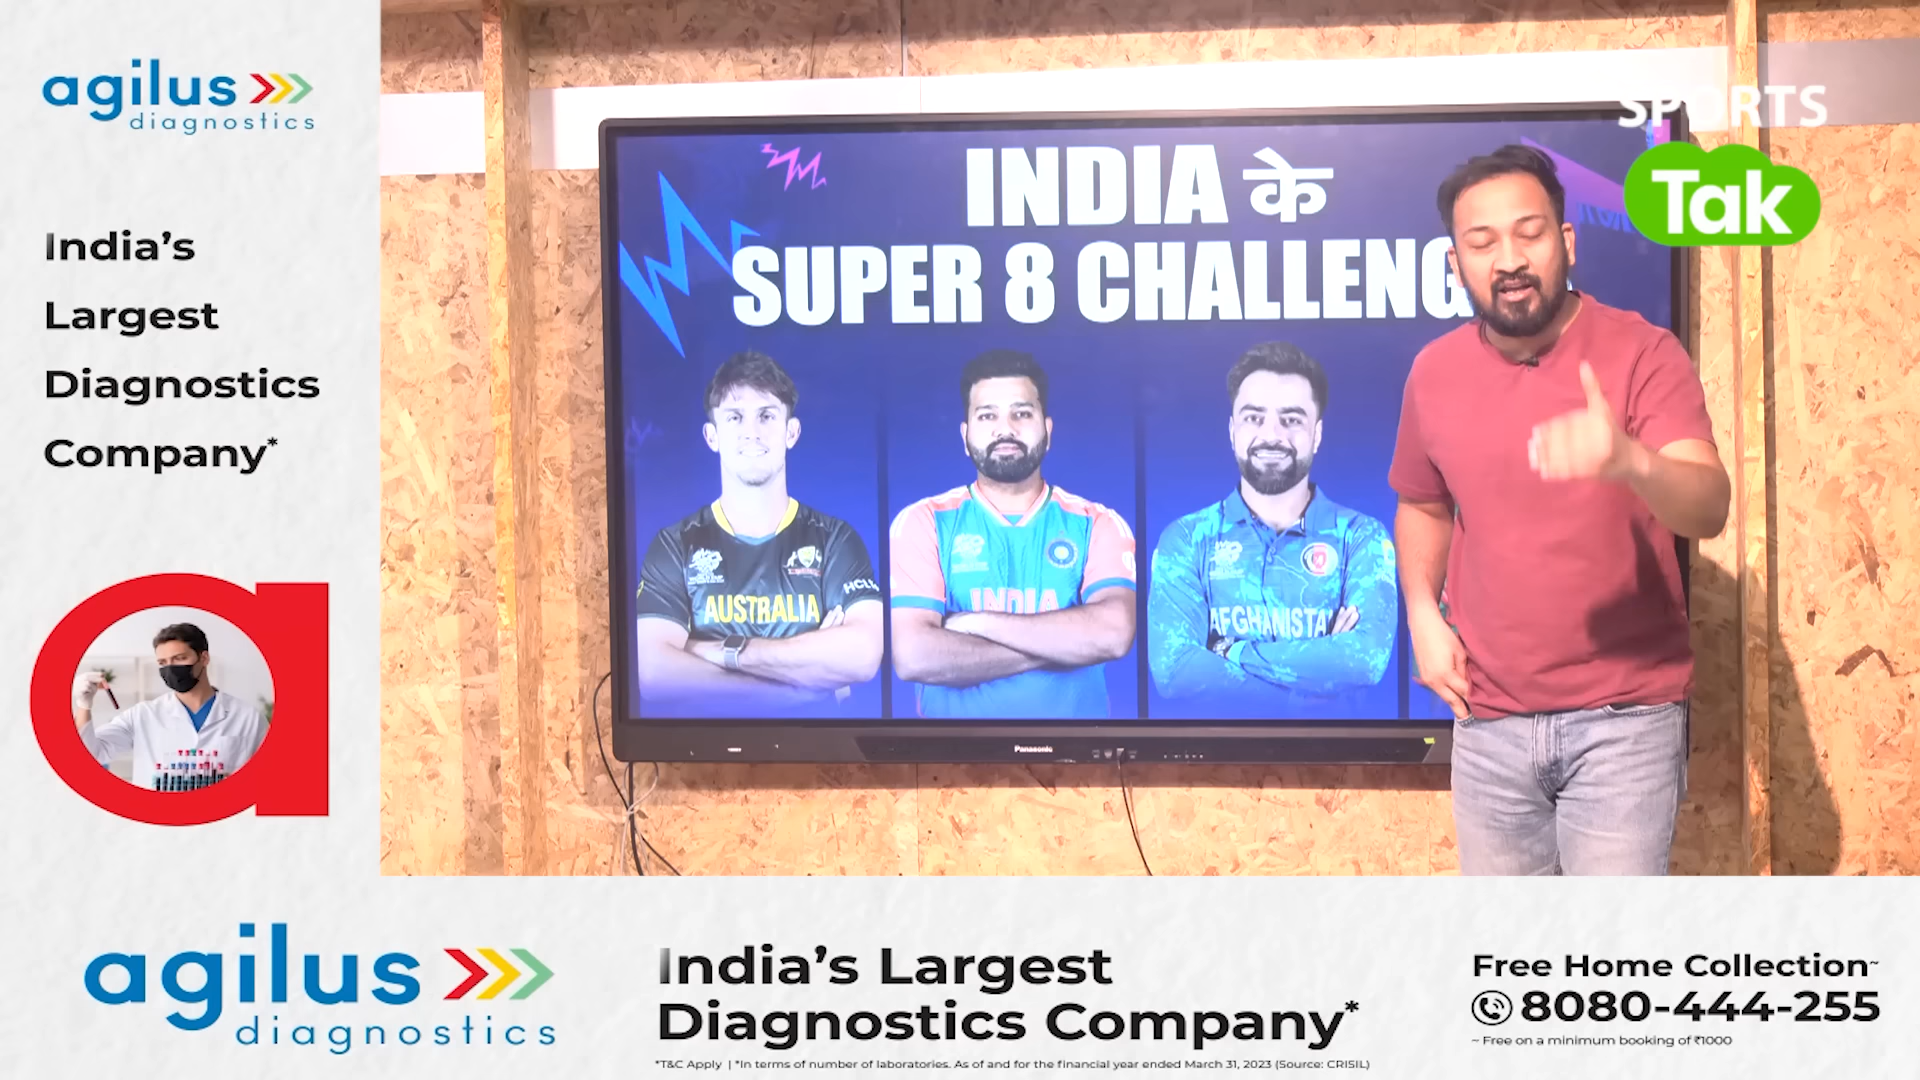 agilus
diagnostics
India's
Largest
Diagnostics
Company*
SPORTS
Tak
INDIA के
SUPER 8 CHALLENG
AUSTRALIA
HCL
INDIA
AFGHANISTA
Panasonic
agilus
diagnostics
India's Largest
Diagnostics Company*
*T&C Apply | *In terms of number of laboratories. As of and for the financial year ended March 31, 2023 (Source: CRISIL)
Free Home Collection~
8080-444-255
~ Free on a minimum booking of ₹1000